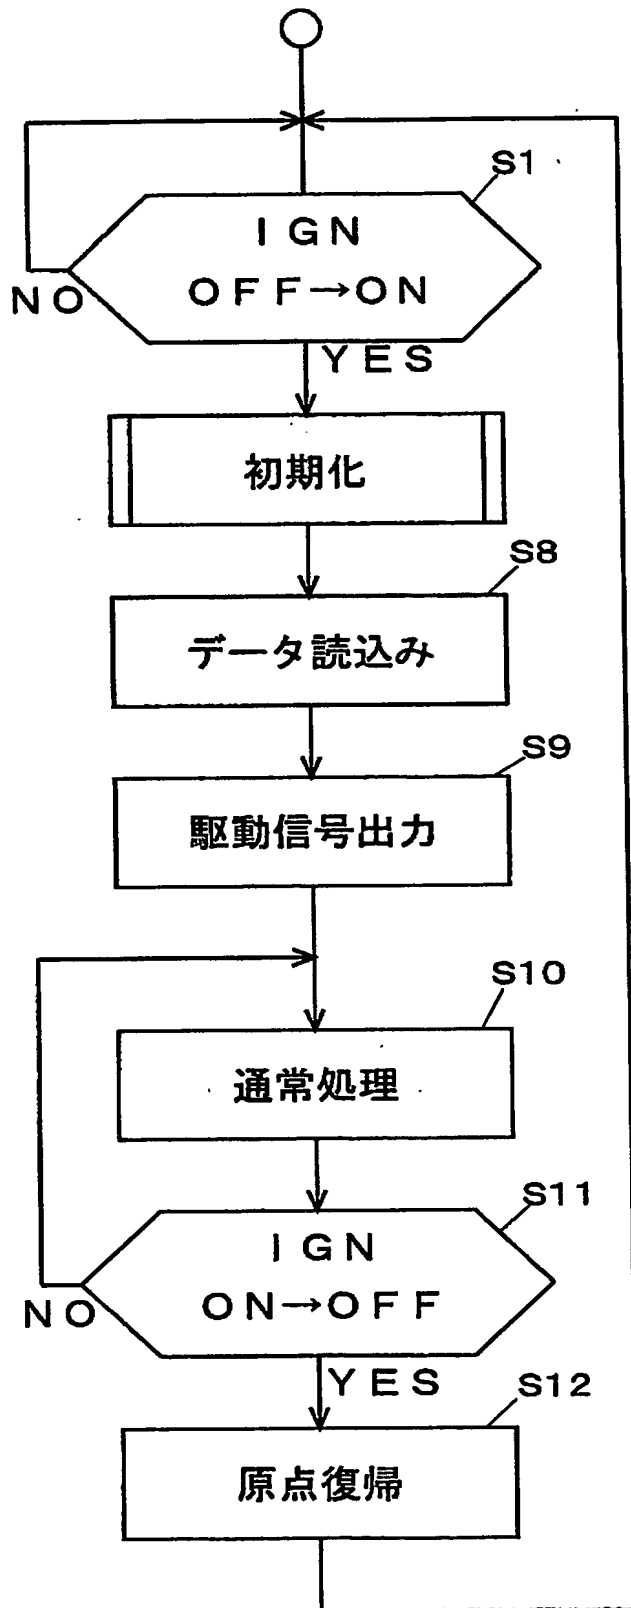 S1
IGN
OFF→ON
NO
YES
初期化
S8
データ読込み
S9
駆動信号出力
S10
通常処理
S11
IGN
ON→OFF
NO
YES
S12
原点復帰